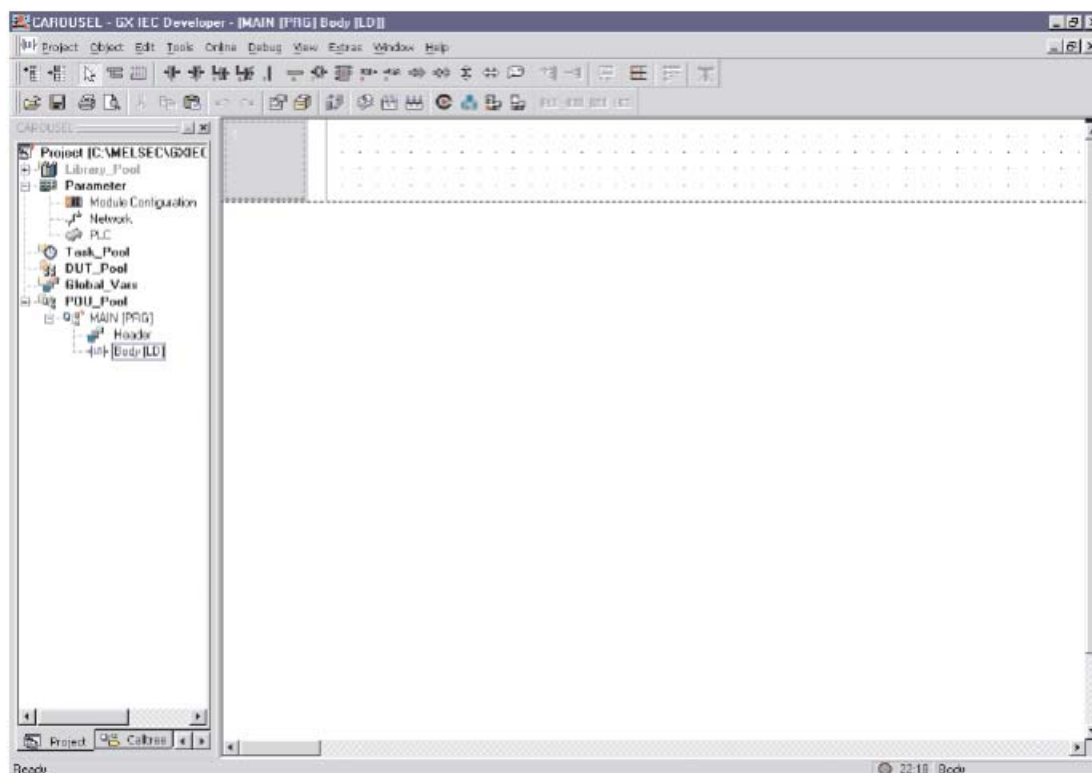 CAROUSEL - GX IEC Developer - [MAIN [PRG] Body [LD]]
Project Object Edit Tools Online Debug View Extras Window Help
CAROUSEL
Project [C:\MELSEC\GXIEC
Library_Pool
Parameter
Module Configuration
Network
PLC
Task_Pool
DUT_Pool
Global_Vars
POU_Pool
MAIN [PRG]
Header
Body [LD]
Project Calltree
Ready 22:18 Body